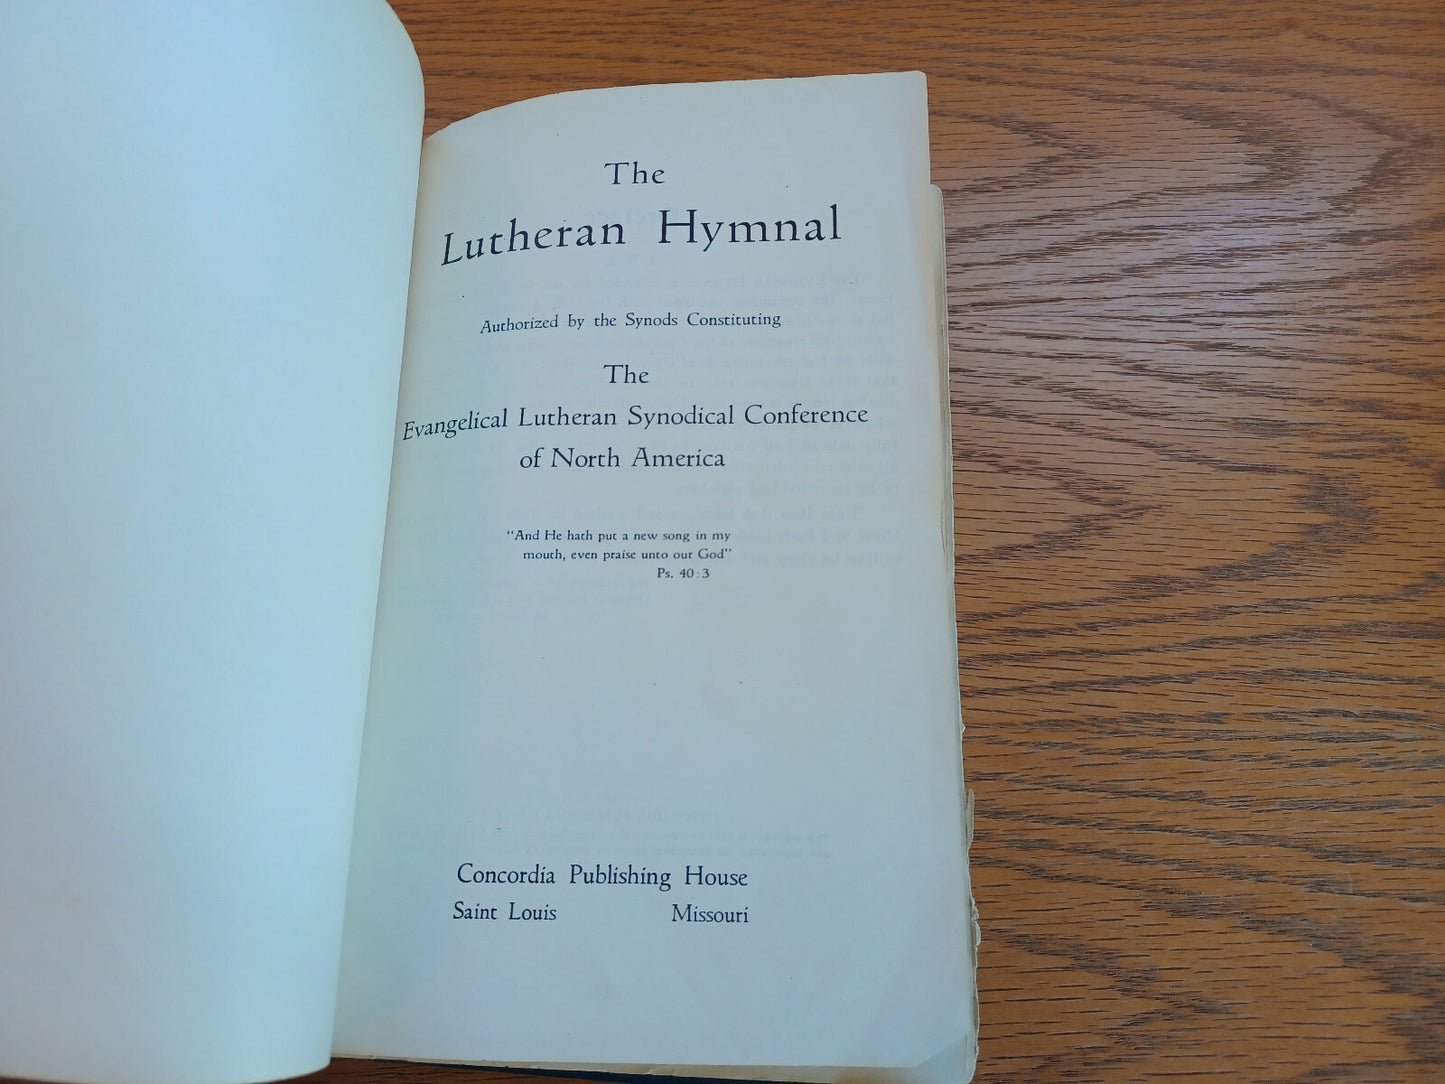 The
Lutheran Hymnal
Authorized by the Synods Constituting
The
Evangelical Lutheran Synodical Conference
of North America
"And He hath put a new song in my
mouth, even praise unto our God"
Ps. 40:3
Concordia Publishing House
Saint Louis Missouri